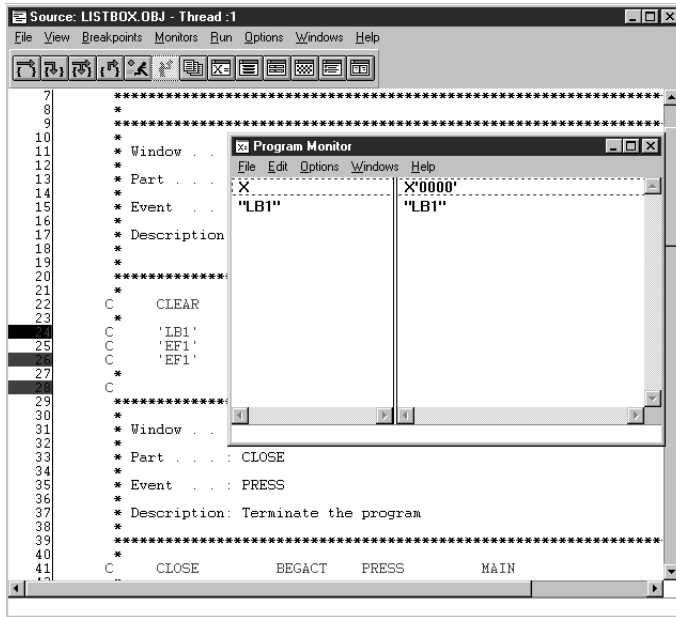 Source: LISTBOX.OBJ - Thread :1
File View Breakpoints Monitors Run Options Windows Help
7 *****************************************************************
8 *
9 *****************************************************************
10 *
11 * Window . .
12 *
13 * Part . . .
14 *
15 * Event . .
16 *
17 * Description
18 *
19 *
20 *************
21 *
22 C CLEAR
23 *
24 C 'LB1'
25 C 'EF1'
26 C 'EF1'
27 *
28 C
29 *************
30 *
31 * Window . .
32 *
33 * Part . . . : CLOSE
34 *
35 * Event . . : PRESS
36 *
37 * Description: Terminate the program
38 *
39 *****************************************************************
40 *
41 C CLOSE BEGACT PRESS MAIN
Program Monitor
File Edit Options Windows Help
X X'0000'
"LB1" "LB1"